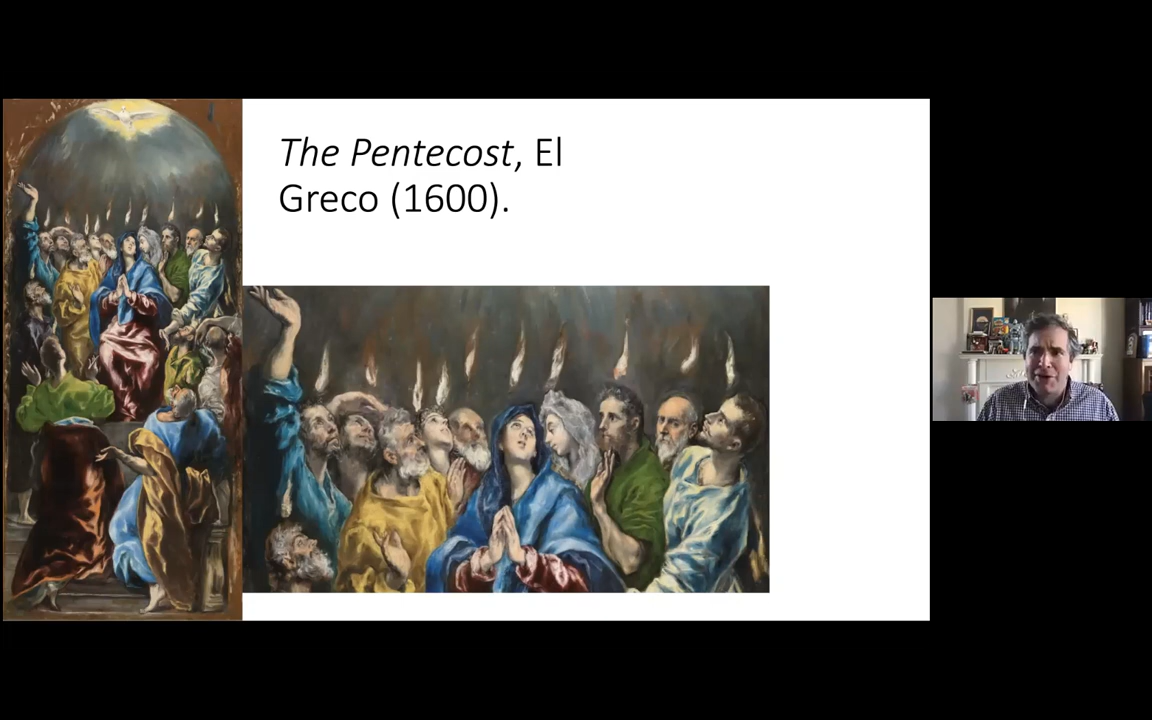 The Pentecost, El
Greco (1600).